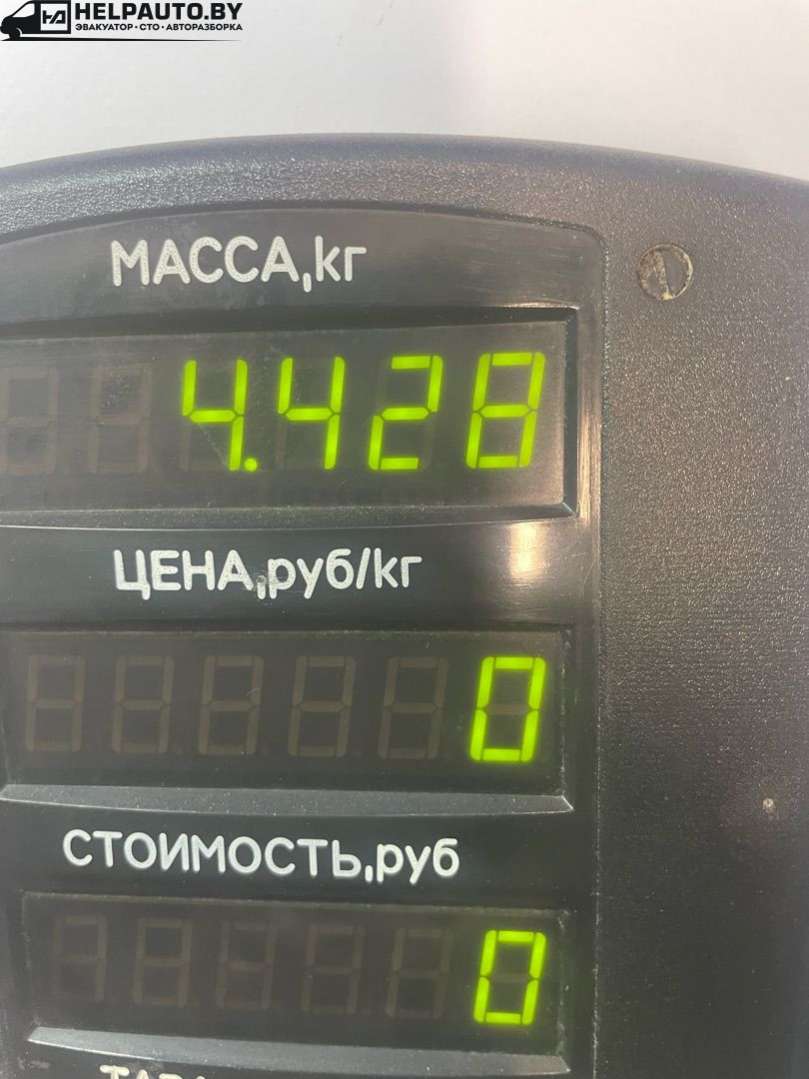 HELPAUTO.BY
ЭВАКУАТОР • СТО • АВТОРАЗБОРКА
МАССА,кг
4.428
ЦЕНА,руб/кг
0
СТОИМОСТЬ,руб
0